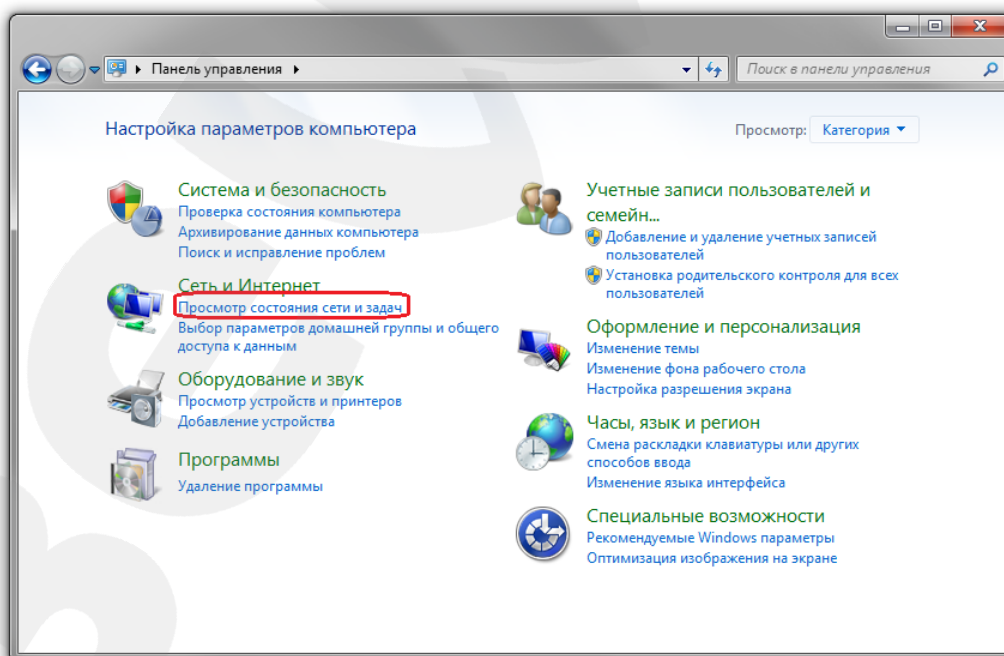 Панель управления
Поиск в панели управления
Настройка параметров компьютера
Просмотр: Категория
Система и безопасность
Проверка состояния компьютера
Архивирование данных компьютера
Поиск и исправление проблем
Сеть и Интернет
Просмотр состояния сети и задач
Выбор параметров домашней группы и общего
доступа к данным
Оборудование и звук
Просмотр устройств и принтеров
Добавление устройства
Программы
Удаление программы
Учетные записи пользователей и
семейн...
Добавление и удаление учетных записей
пользователей
Установка родительского контроля для всех
пользователей
Оформление и персонализация
Изменение темы
Изменение фона рабочего стола
Настройка разрешения экрана
Часы, язык и регион
Смена раскладки клавиатуры или других
способов ввода
Изменение языка интерфейса
Специальные возможности
Рекомендуемые Windows параметры
Оптимизация изображения на экране